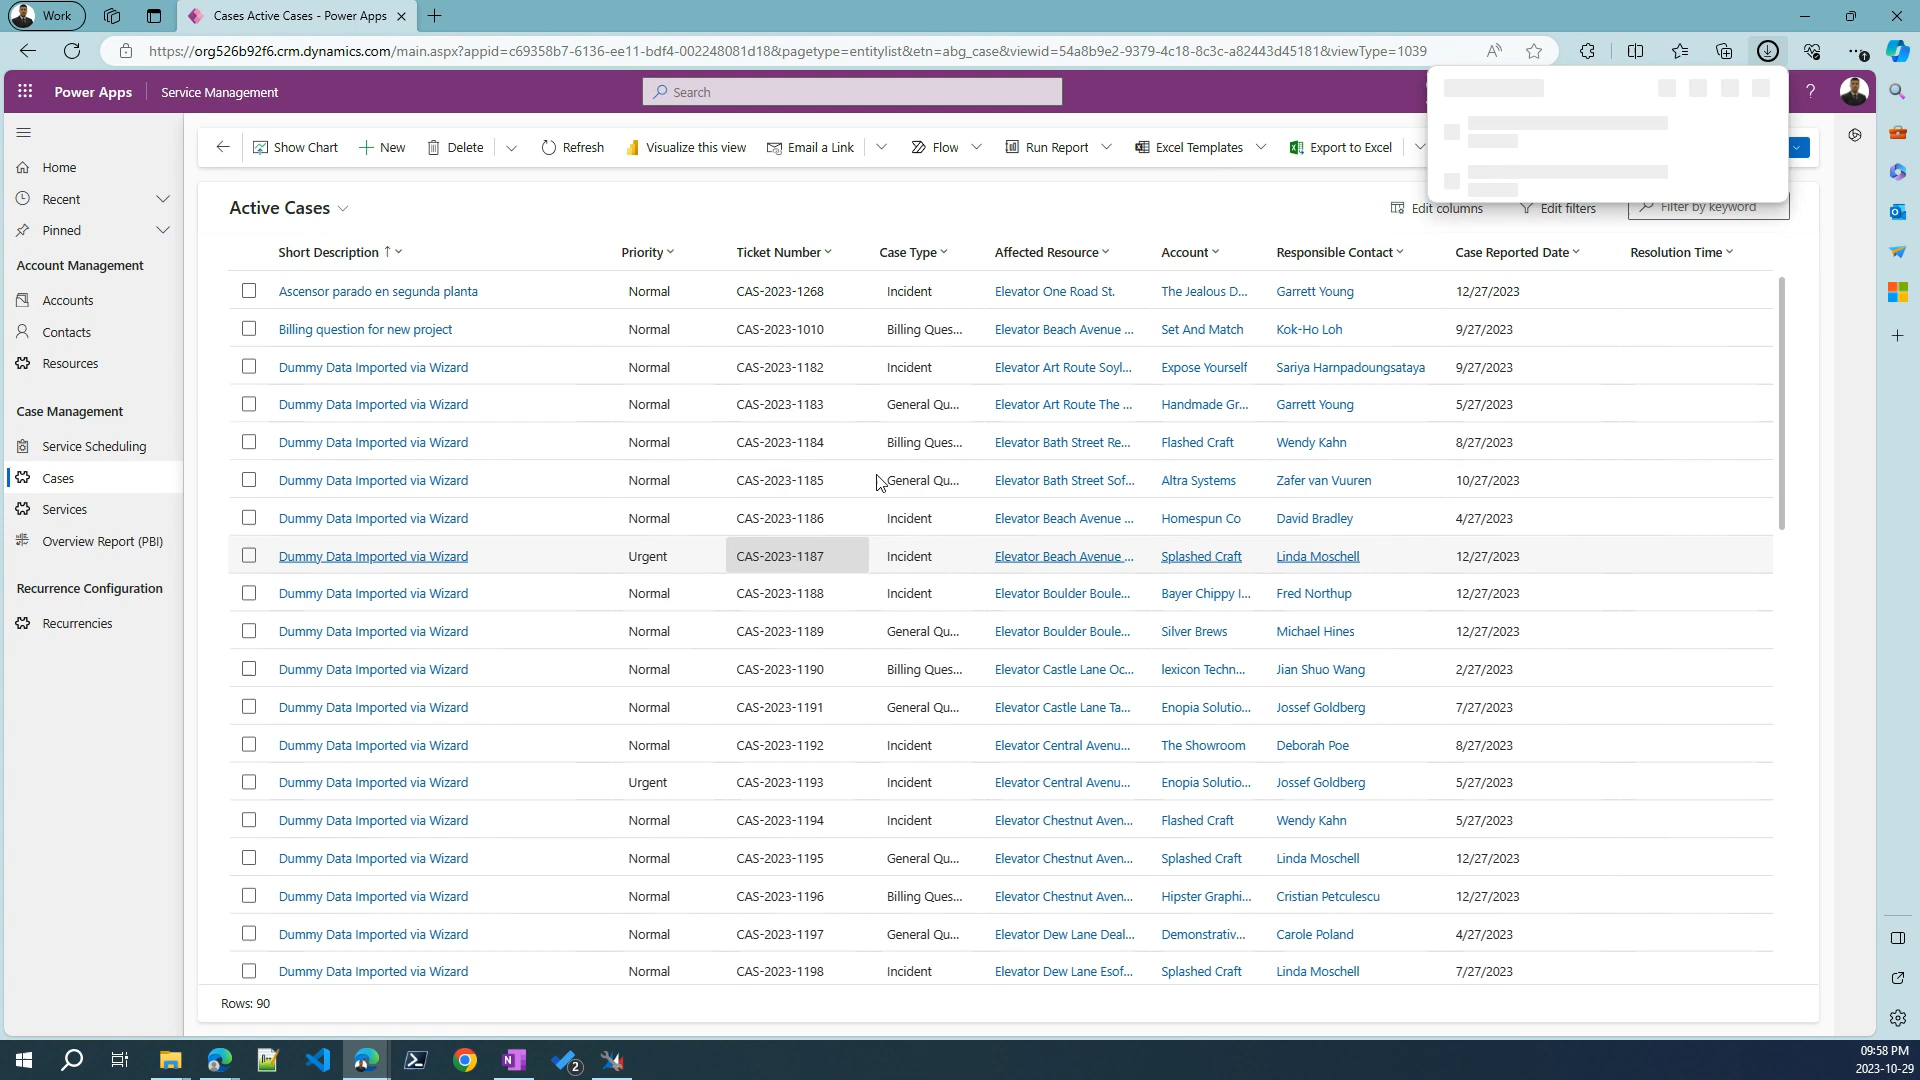 Work
Cases Active Cases - Power Apps
https://org526b92f6.crm.dynamics.com/main.aspx?appid=c69358b7-6136-ee11-bdf4-002248081d18&pagetype=entitylist&etn=abg_case&viewid=54a8b9e2-9379-4c18-8c3c-a82443d45181&viewType=1039
Power Apps Service Management Search ?
Show Chart New Delete Refresh Visualize this view Email a Link Flow Run Report Excel Templates Export to Excel
Home
Recent
Pinned
Account Management
Accounts
Contacts
Resources
Case Management
Service Scheduling
Cases
Services
Overview Report (PBI)
Recurrence Configuration
Recurrencies
Active Cases Edit columns Edit filters Filter by keyword
Short Description ↑ Priority Ticket Number Case Type Affected Resource Account Responsible Contact Case Reported Date Resolution Time
Ascensor parado en segunda planta Normal CAS-2023-1268 Incident Elevator One Road St. The Jealous D... Garrett Young 12/27/2023
Billing question for new project Normal CAS-2023-1010 Billing Ques... Elevator Beach Avenue ... Set And Match Kok-Ho Loh 9/27/2023
Dummy Data Imported via Wizard Normal CAS-2023-1182 Incident Elevator Art Route Soyl... Expose Yourself Sariya Harnpadoungsataya 9/27/2023
Dummy Data Imported via Wizard Normal CAS-2023-1183 General Qu... Elevator Art Route The ... Handmade Gr... Garrett Young 5/27/2023
Dummy Data Imported via Wizard Normal CAS-2023-1184 Billing Ques... Elevator Bath Street Re... Flashed Craft Wendy Kahn 8/27/2023
Dummy Data Imported via Wizard Normal CAS-2023-1185 General Qu... Elevator Bath Street Sof... Altra Systems Zafer van Vuuren 10/27/2023
Dummy Data Imported via Wizard Normal CAS-2023-1186 Incident Elevator Beach Avenue ... Homespun Co David Bradley 4/27/2023
Dummy Data Imported via Wizard Urgent CAS-2023-1187 Incident Elevator Beach Avenue ... Splashed Craft Linda Moschell 12/27/2023
Dummy Data Imported via Wizard Normal CAS-2023-1188 Incident Elevator Boulder Boule... Bayer Chippy I... Fred Northup 12/27/2023
Dummy Data Imported via Wizard Normal CAS-2023-1189 General Qu... Elevator Boulder Boule... Silver Brews Michael Hines 12/27/2023
Dummy Data Imported via Wizard Normal CAS-2023-1190 Billing Ques... Elevator Castle Lane Oc... lexicon Techn... Jian Shuo Wang 2/27/2023
Dummy Data Imported via Wizard Normal CAS-2023-1191 General Qu... Elevator Castle Lane Ta... Enopia Solutio... Jossef Goldberg 7/27/2023
Dummy Data Imported via Wizard Normal CAS-2023-1192 Incident Elevator Central Avenu... The Showroom Deborah Poe 8/27/2023
Dummy Data Imported via Wizard Urgent CAS-2023-1193 Incident Elevator Central Avenu... Enopia Solutio... Jossef Goldberg 5/27/2023
Dummy Data Imported via Wizard Normal CAS-2023-1194 Incident Elevator Chestnut Aven... Flashed Craft Wendy Kahn 5/27/2023
Dummy Data Imported via Wizard Normal CAS-2023-1195 General Qu... Elevator Chestnut Aven... Splashed Craft Linda Moschell 12/27/2023
Dummy Data Imported via Wizard Normal CAS-2023-1196 Billing Ques... Elevator Chestnut Aven... Hipster Graphi... Cristian Petculescu 12/27/2023
Dummy Data Imported via Wizard Normal CAS-2023-1197 General Qu... Elevator Dew Lane Deal... Demonstrativ... Carole Poland 4/27/2023
Dummy Data Imported via Wizard Normal CAS-2023-1198 Incident Elevator Dew Lane Esof... Splashed Craft Linda Moschell 7/27/2023
Rows: 90
2
09:58 PM
2023-10-29